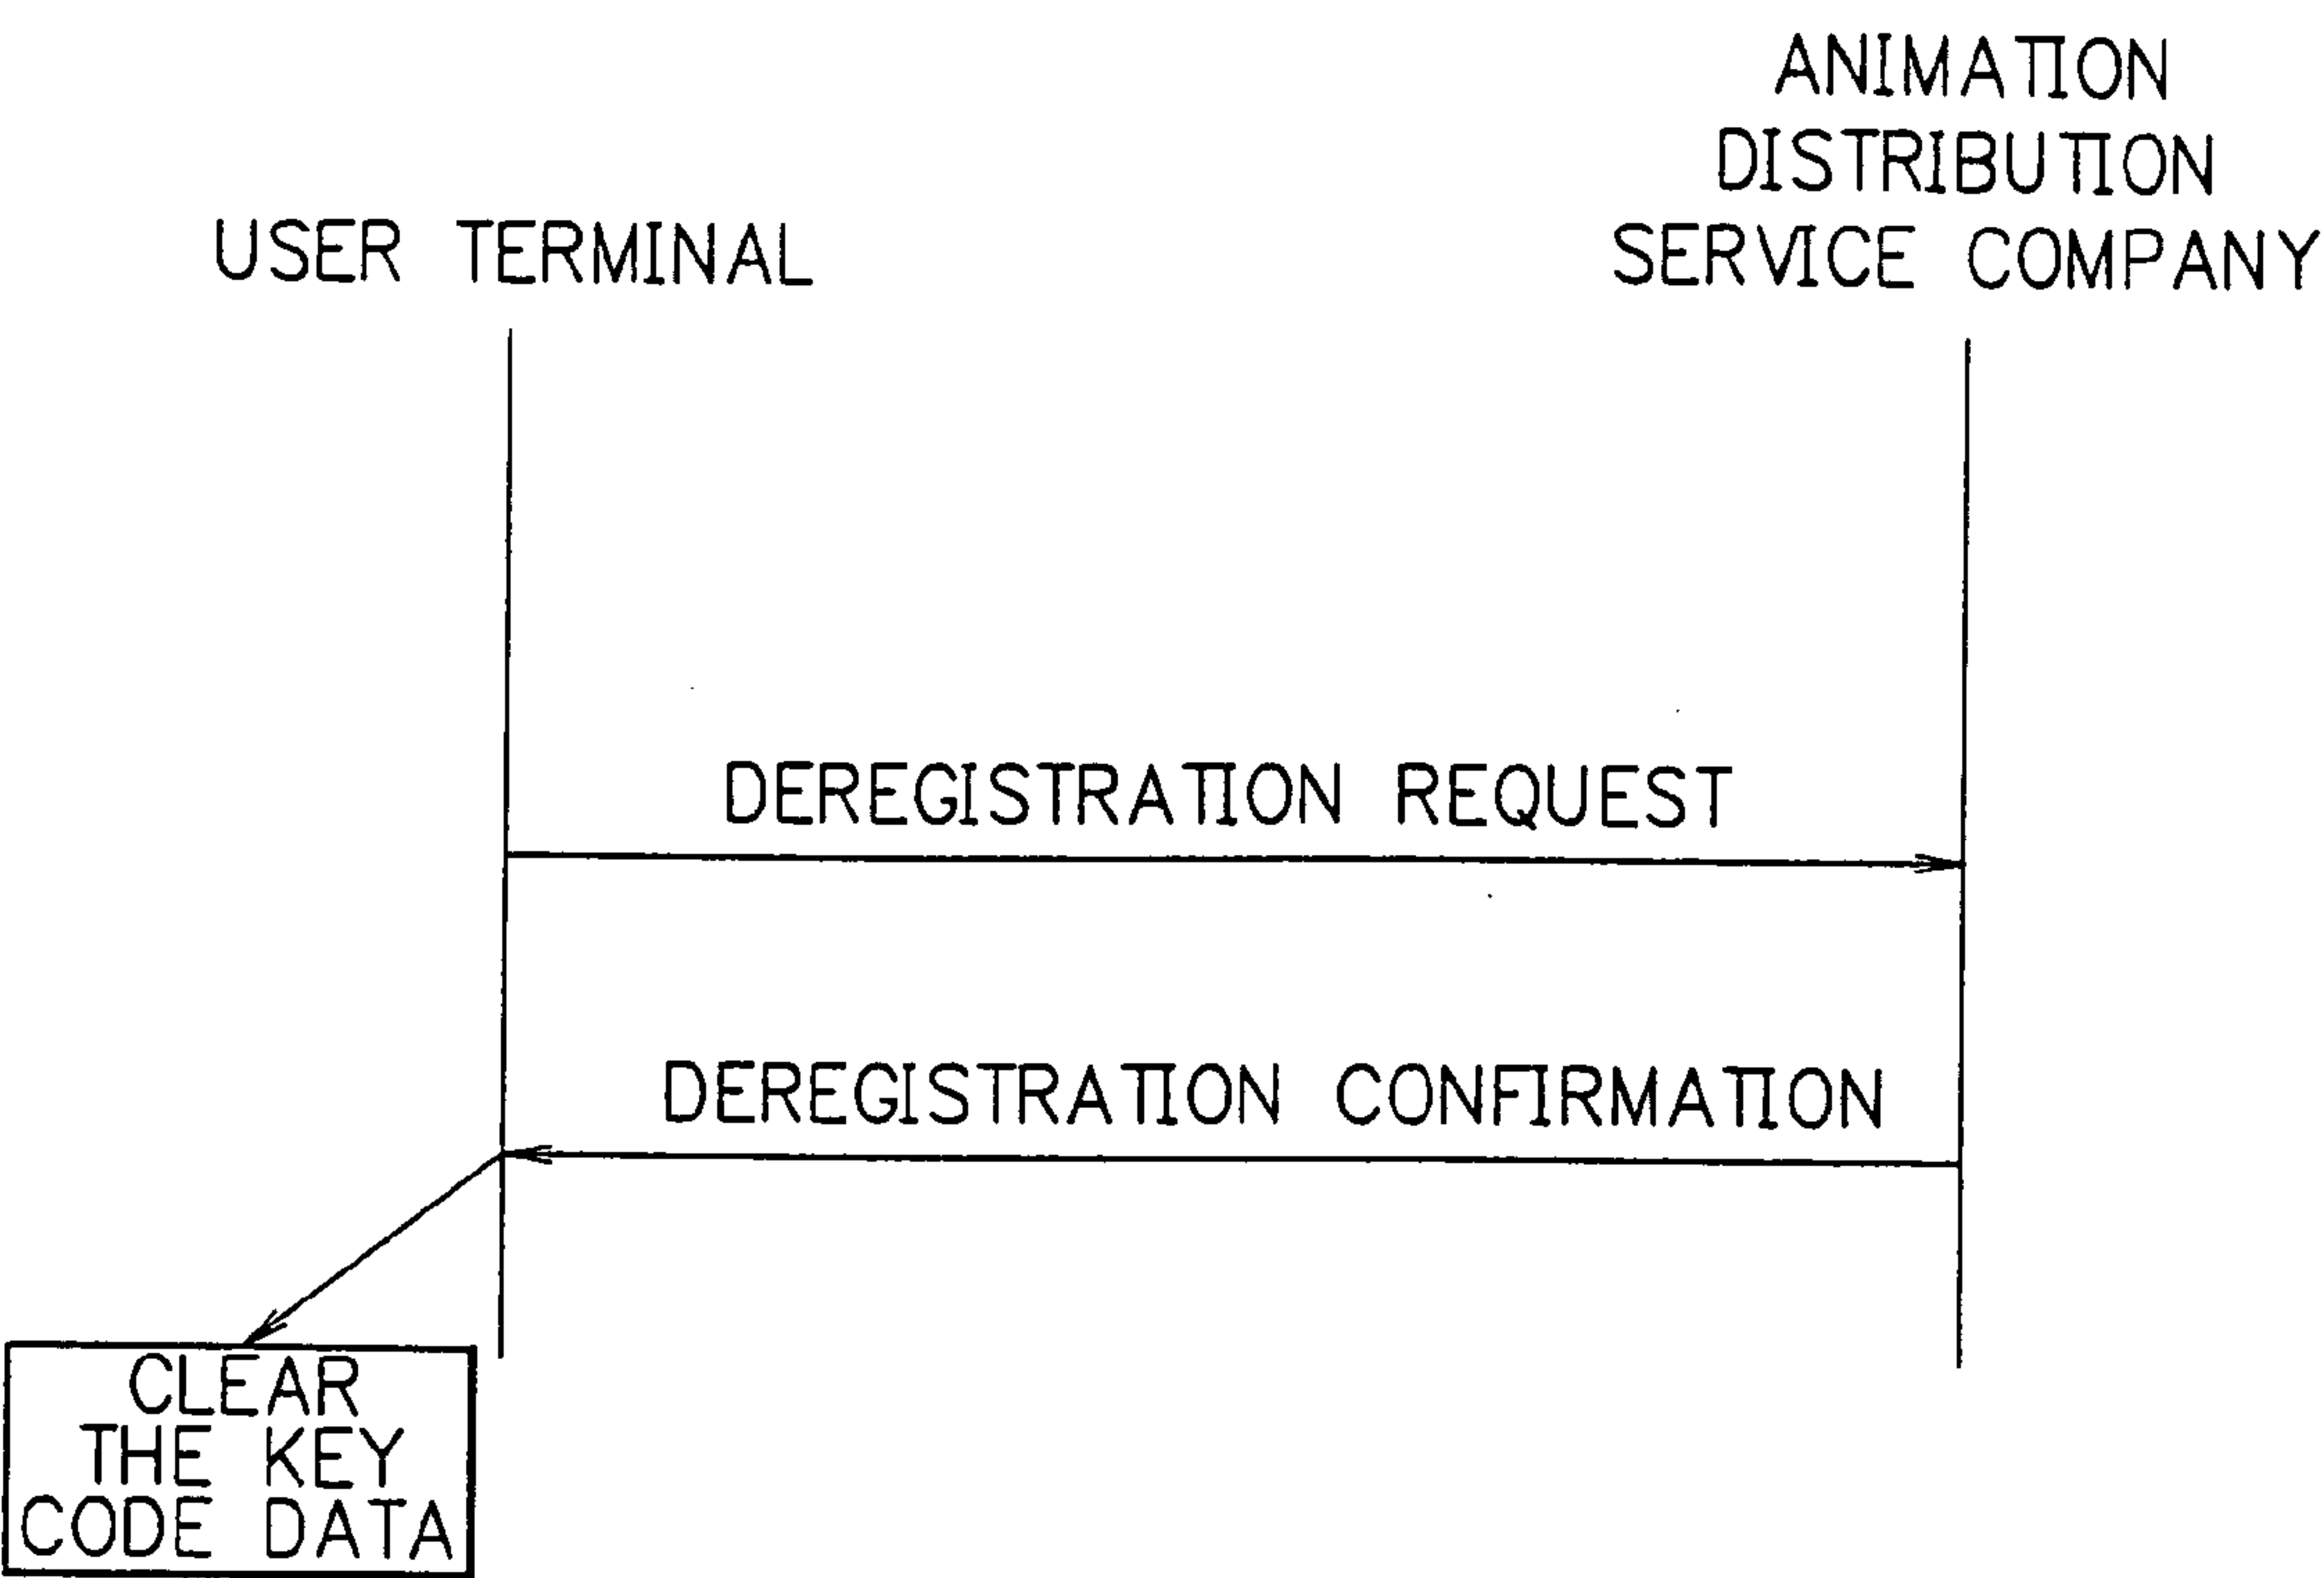 USER TERMINAL
ANIMATION
DISTRIBUTION
SERVICE COMPANY
DEREGISTRATION REQUEST
DEREGISTRATION CONFIRMATION
CLEAR
THE KEY
CODE DATA